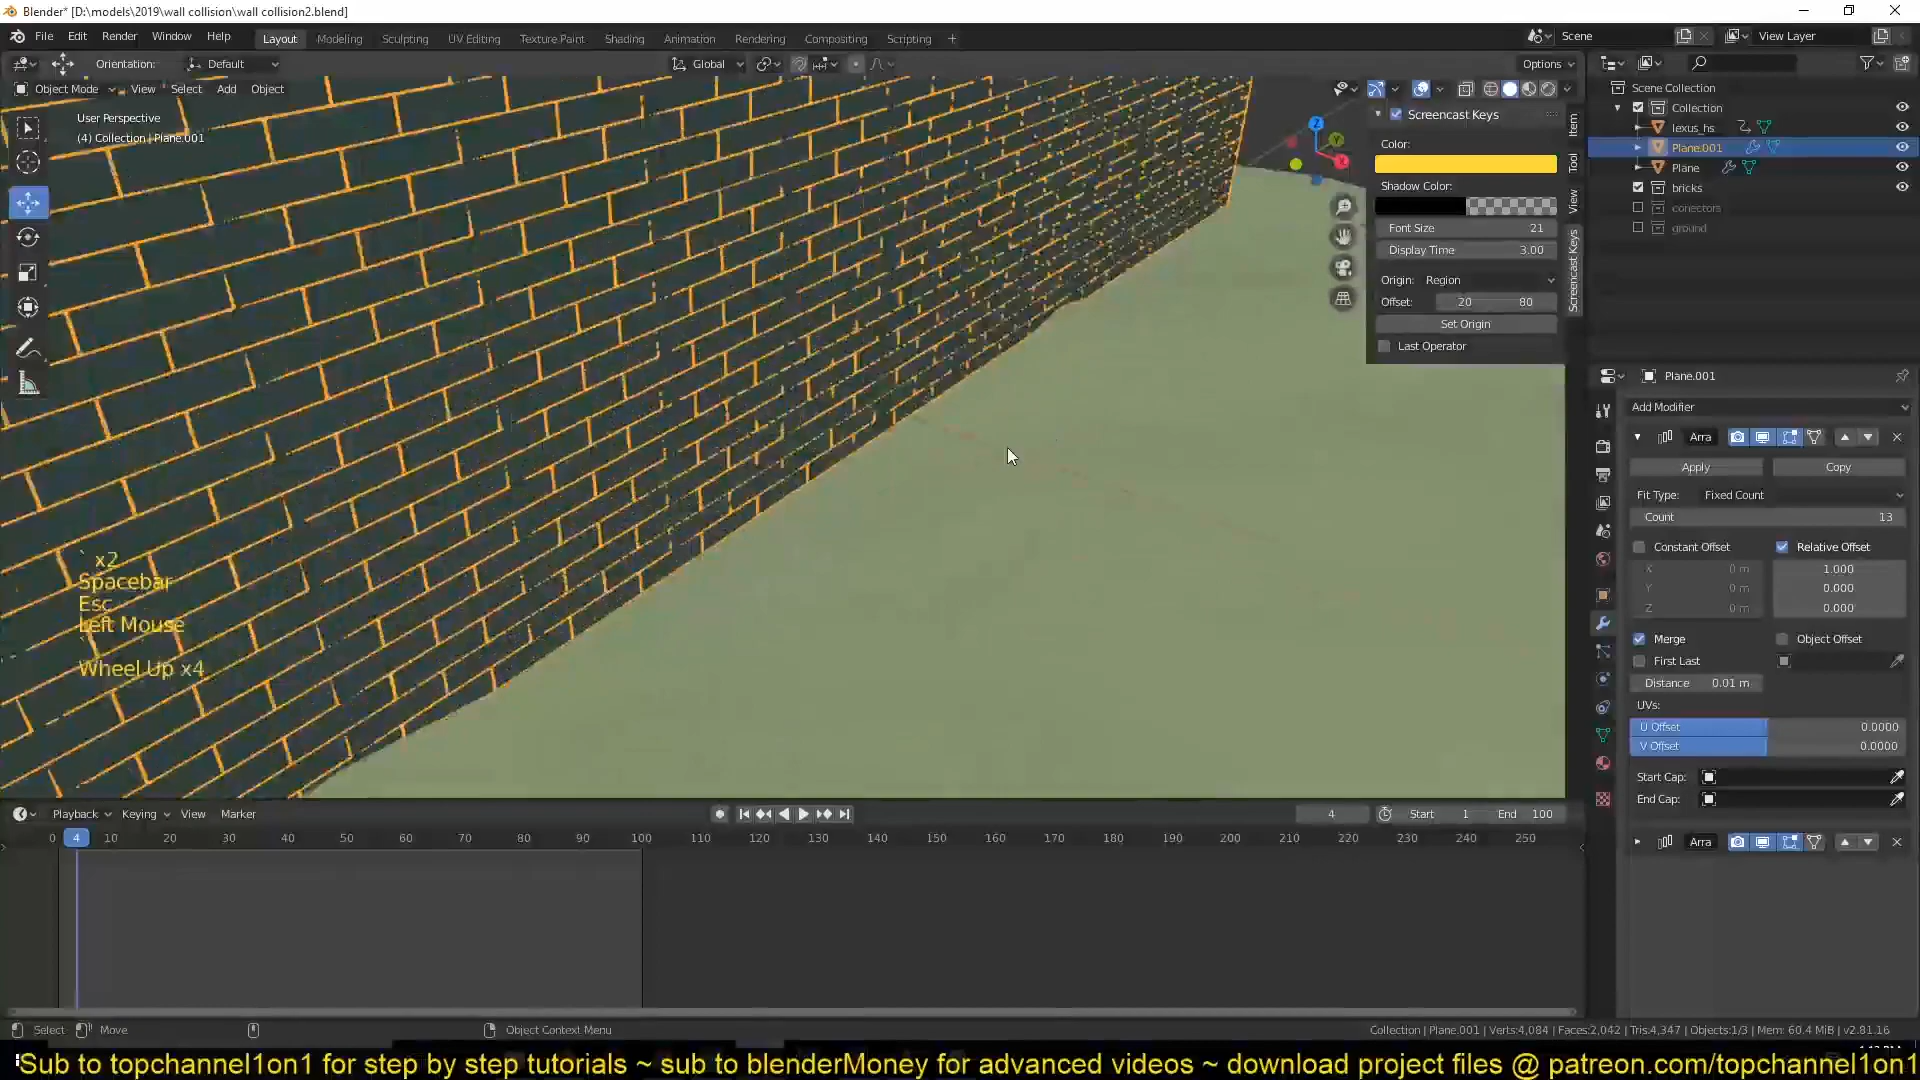 Blender* [D:\models\2019\wall collision\wall collision2.blend]
File Edit Render Window Help
Layout Modeling Sculpting UV Editing Texture Paint Shading Animation Rendering Compositing Scripting +
Scene View Layer
Orientation: Default Global Options
Object Mode View Select Add Object
User Perspective
(4) Collection | Plane.001
Screencast Keys
Color:
Shadow Color:
Font Size 21
Display Time 3.00
Origin: Region
Offset: 20 80
Set Origin
Last Operator
Item
Tool
View
Screencast Keys
Scene Collection
Collection
lexus_hs
Plane.001
Plane
bricks
conectors
ground
Plane.001
Add Modifier
Arra
Apply Copy
Fit Type: Fixed Count
Count 13
Constant Offset Relative Offset
X 0 m 1.000
Y 0 m 0.000
Z 0 m 0.000
Merge Object Offset
First Last
Distance 0.01 m
UVs:
U Offset 0.0000
V Offset 0.0000
Start Cap:
End Cap:
Arra
` x2
Spacebar
Esc
Left Mouse
`
Wheel Up x4
Playback Keying View Marker
4 Start 1 End 100
0 4 10 20 30 40 50 60 70 80 90 100 110 120 130 140 150 160 170 180 190 200 210 220 230 240 250
Select Move Object Context Menu
Collection | Plane.001 | Verts:4,084 | Faces:2,042 | Tris:4,347 | Objects:1/3 | Mem: 60.4 MiB | v2.81.16
Sub to topchannel1on1 for step by step tutorials ~ sub to blenderMoney for advanced videos ~ download project files @ patreon.com/topchannel1on1